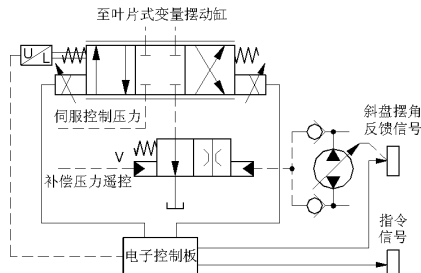 至叶片式变量摆动缸
U
L
伺服控制压力
斜盘摆角
反馈信号
V
补偿压力遥控
指令
信号
电子控制板